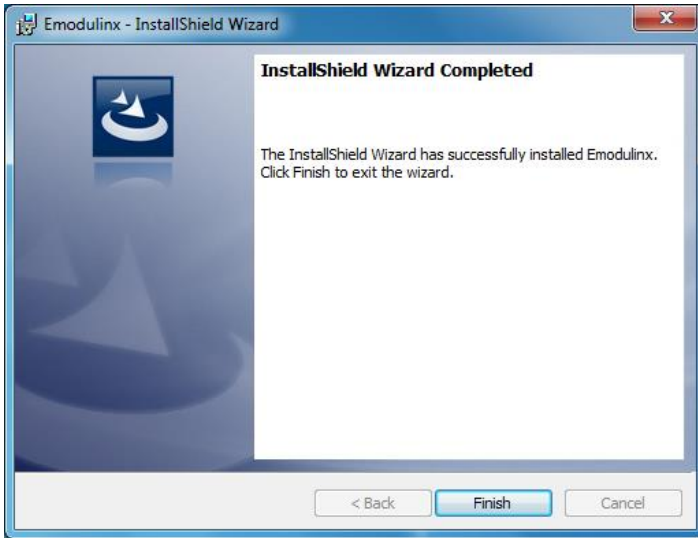 Emodulinx - InstallShield Wizard
InstallShield Wizard Completed
The InstallShield Wizard has successfully installed Emodulinx.
Click Finish to exit the wizard.
< Back
Finish
Cancel